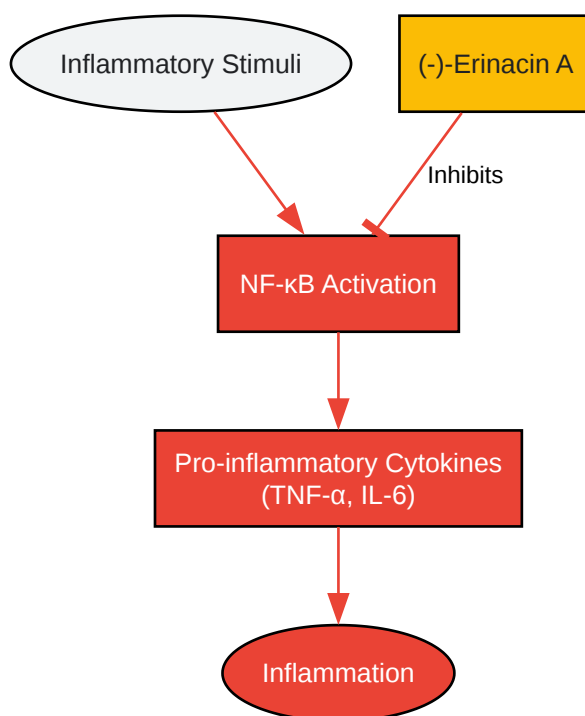 Inflammatory Stimuli
(-)-Erinacin A
Inhibits
NF-κB Activation
Pro-inflammatory Cytokines
(TNF-α, IL-6)
Inflammation